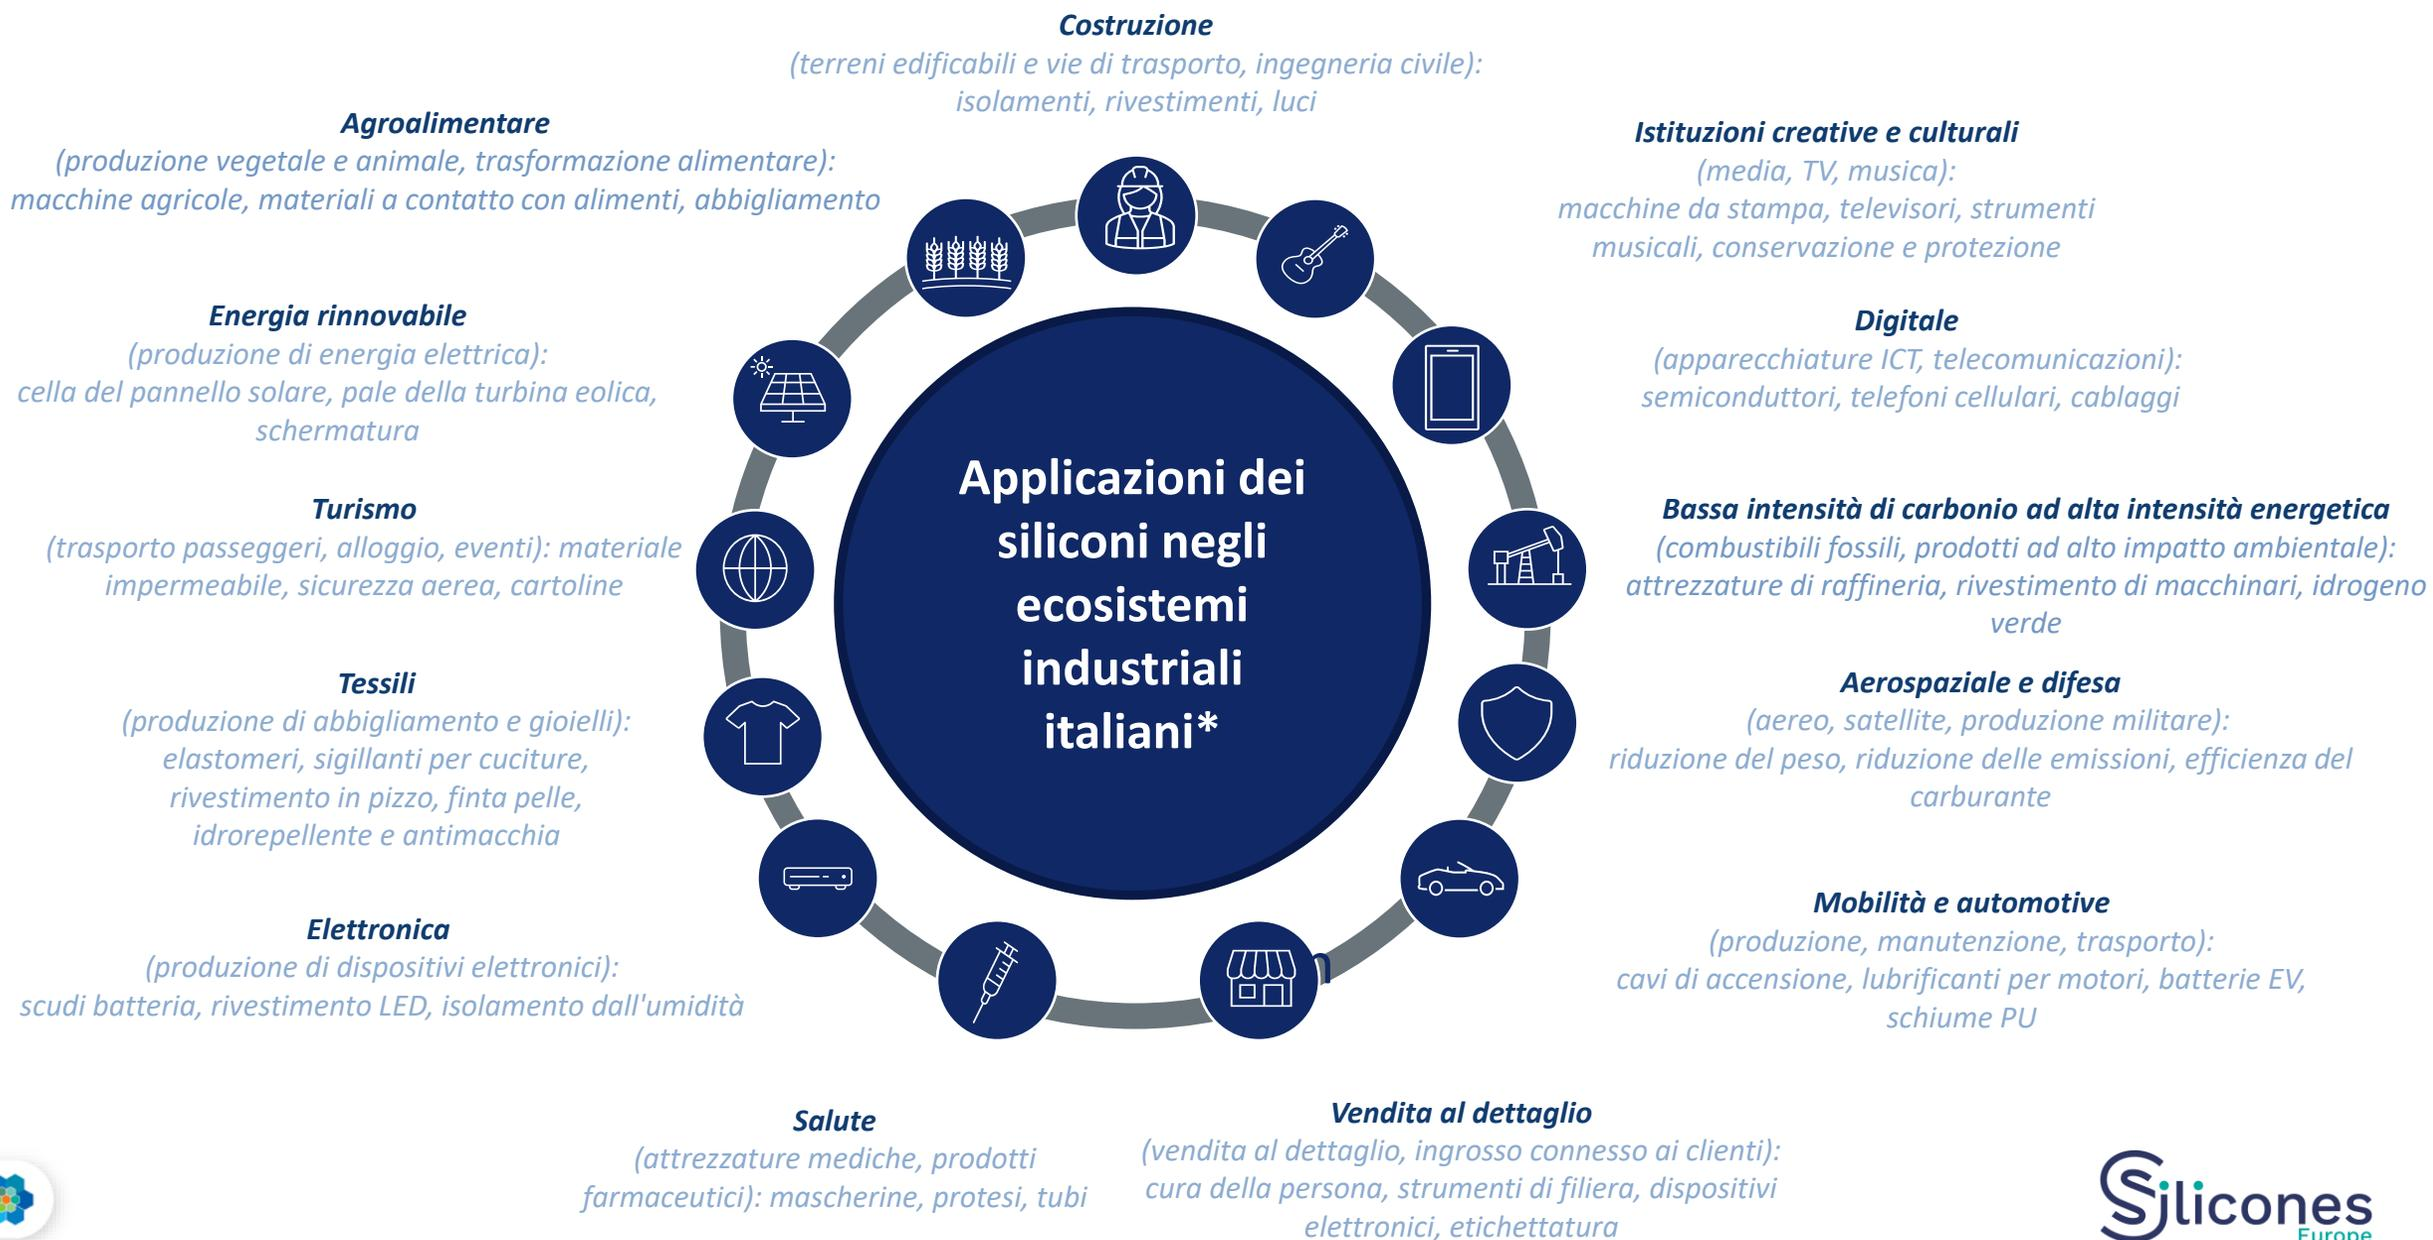 Costruzione
(terreni edificabili e vie di trasporto, ingegneria civile):
isolamenti, rivestimenti, luci
Agroalimentare
(produzione vegetale e animale, trasformazione alimentare):
macchine agricole, materiali a contatto con alimenti, abbigliamento
Istituzioni creative e culturali
(media, TV, musica):
macchine da stampa, televisori, strumenti
musicali, conservazione e protezione
Energia rinnovabile
(produzione di energia elettrica):
cella del pannello solare, pale della turbina eolica,
schermatura
Digitale
(apparecchiature ICT, telecomunicazioni):
semiconduttori, telefoni cellulari, cablaggi
Applicazioni dei
siliconi negli
ecosistemi
industriali
italiani*
Turismo
(trasporto passeggeri, alloggio, eventi): materiale
impermeabile, sicurezza aerea, cartoline
Bassa intensità di carbonio ad alta intensità energetica
(combustibili fossili, prodotti ad alto impatto ambientale):
attrezzature di raffineria, rivestimento di macchinari, idrogeno
verde
Tessili
(produzione di abbigliamento e gioielli):
elastomeri, sigillanti per cuciture,
rivestimento in pizzo, finta pelle,
idrorepellente e antimacchia
Aerospaziale e difesa
(aereo, satellite, produzione militare):
riduzione del peso, riduzione delle emissioni, efficienza del
carburante
Elettronica
(produzione di dispositivi elettronici):
scudi batteria, rivestimento LED, isolamento dall'umidità
Mobilità e automotive
(produzione, manutenzione, trasporto):
cavi di accensione, lubrificanti per motori, batterie EV,
schiume PU
Salute
(attrezzature mediche, prodotti
farmaceutici): mascherine, protesi, tubi
Vendita al dettaglio
(vendita al dettaglio, ingrosso connesso ai clienti):
cura della persona, strumenti di filiera, dispositivi
elettronici, etichettatura
Silicones
Europe